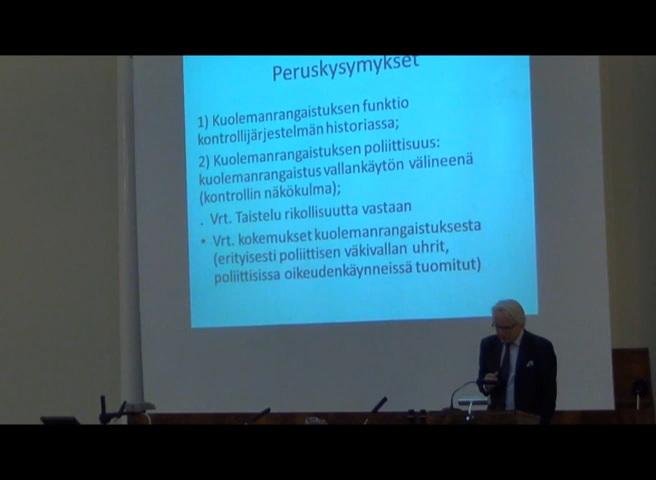 Peruskysymykset
1) Kuolemanrangaistuksen funktio
kontrollijärjestelmän historiassa;
2) Kuolemanrangaistuksen poliittisuus:
kuolemanrangaistus vallankäytön välineenä
(kontrollin näkökulma);
. Vrt. Taistelu rikollisuutta vastaan
• Vrt. kokemukset kuolemanrangaistuksesta
(erityisesti poliittisen väkivallan uhrit,
poliittisissa oikeudenkäynneissä tuomitut)